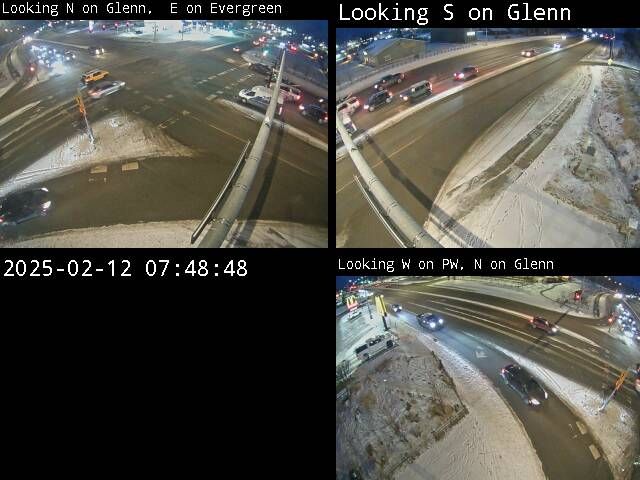 Looking N on Glenn,  E on Evergreen
Looking S on Glenn
2025-02-12 07:48:48
Looking W on PW, N on Glenn